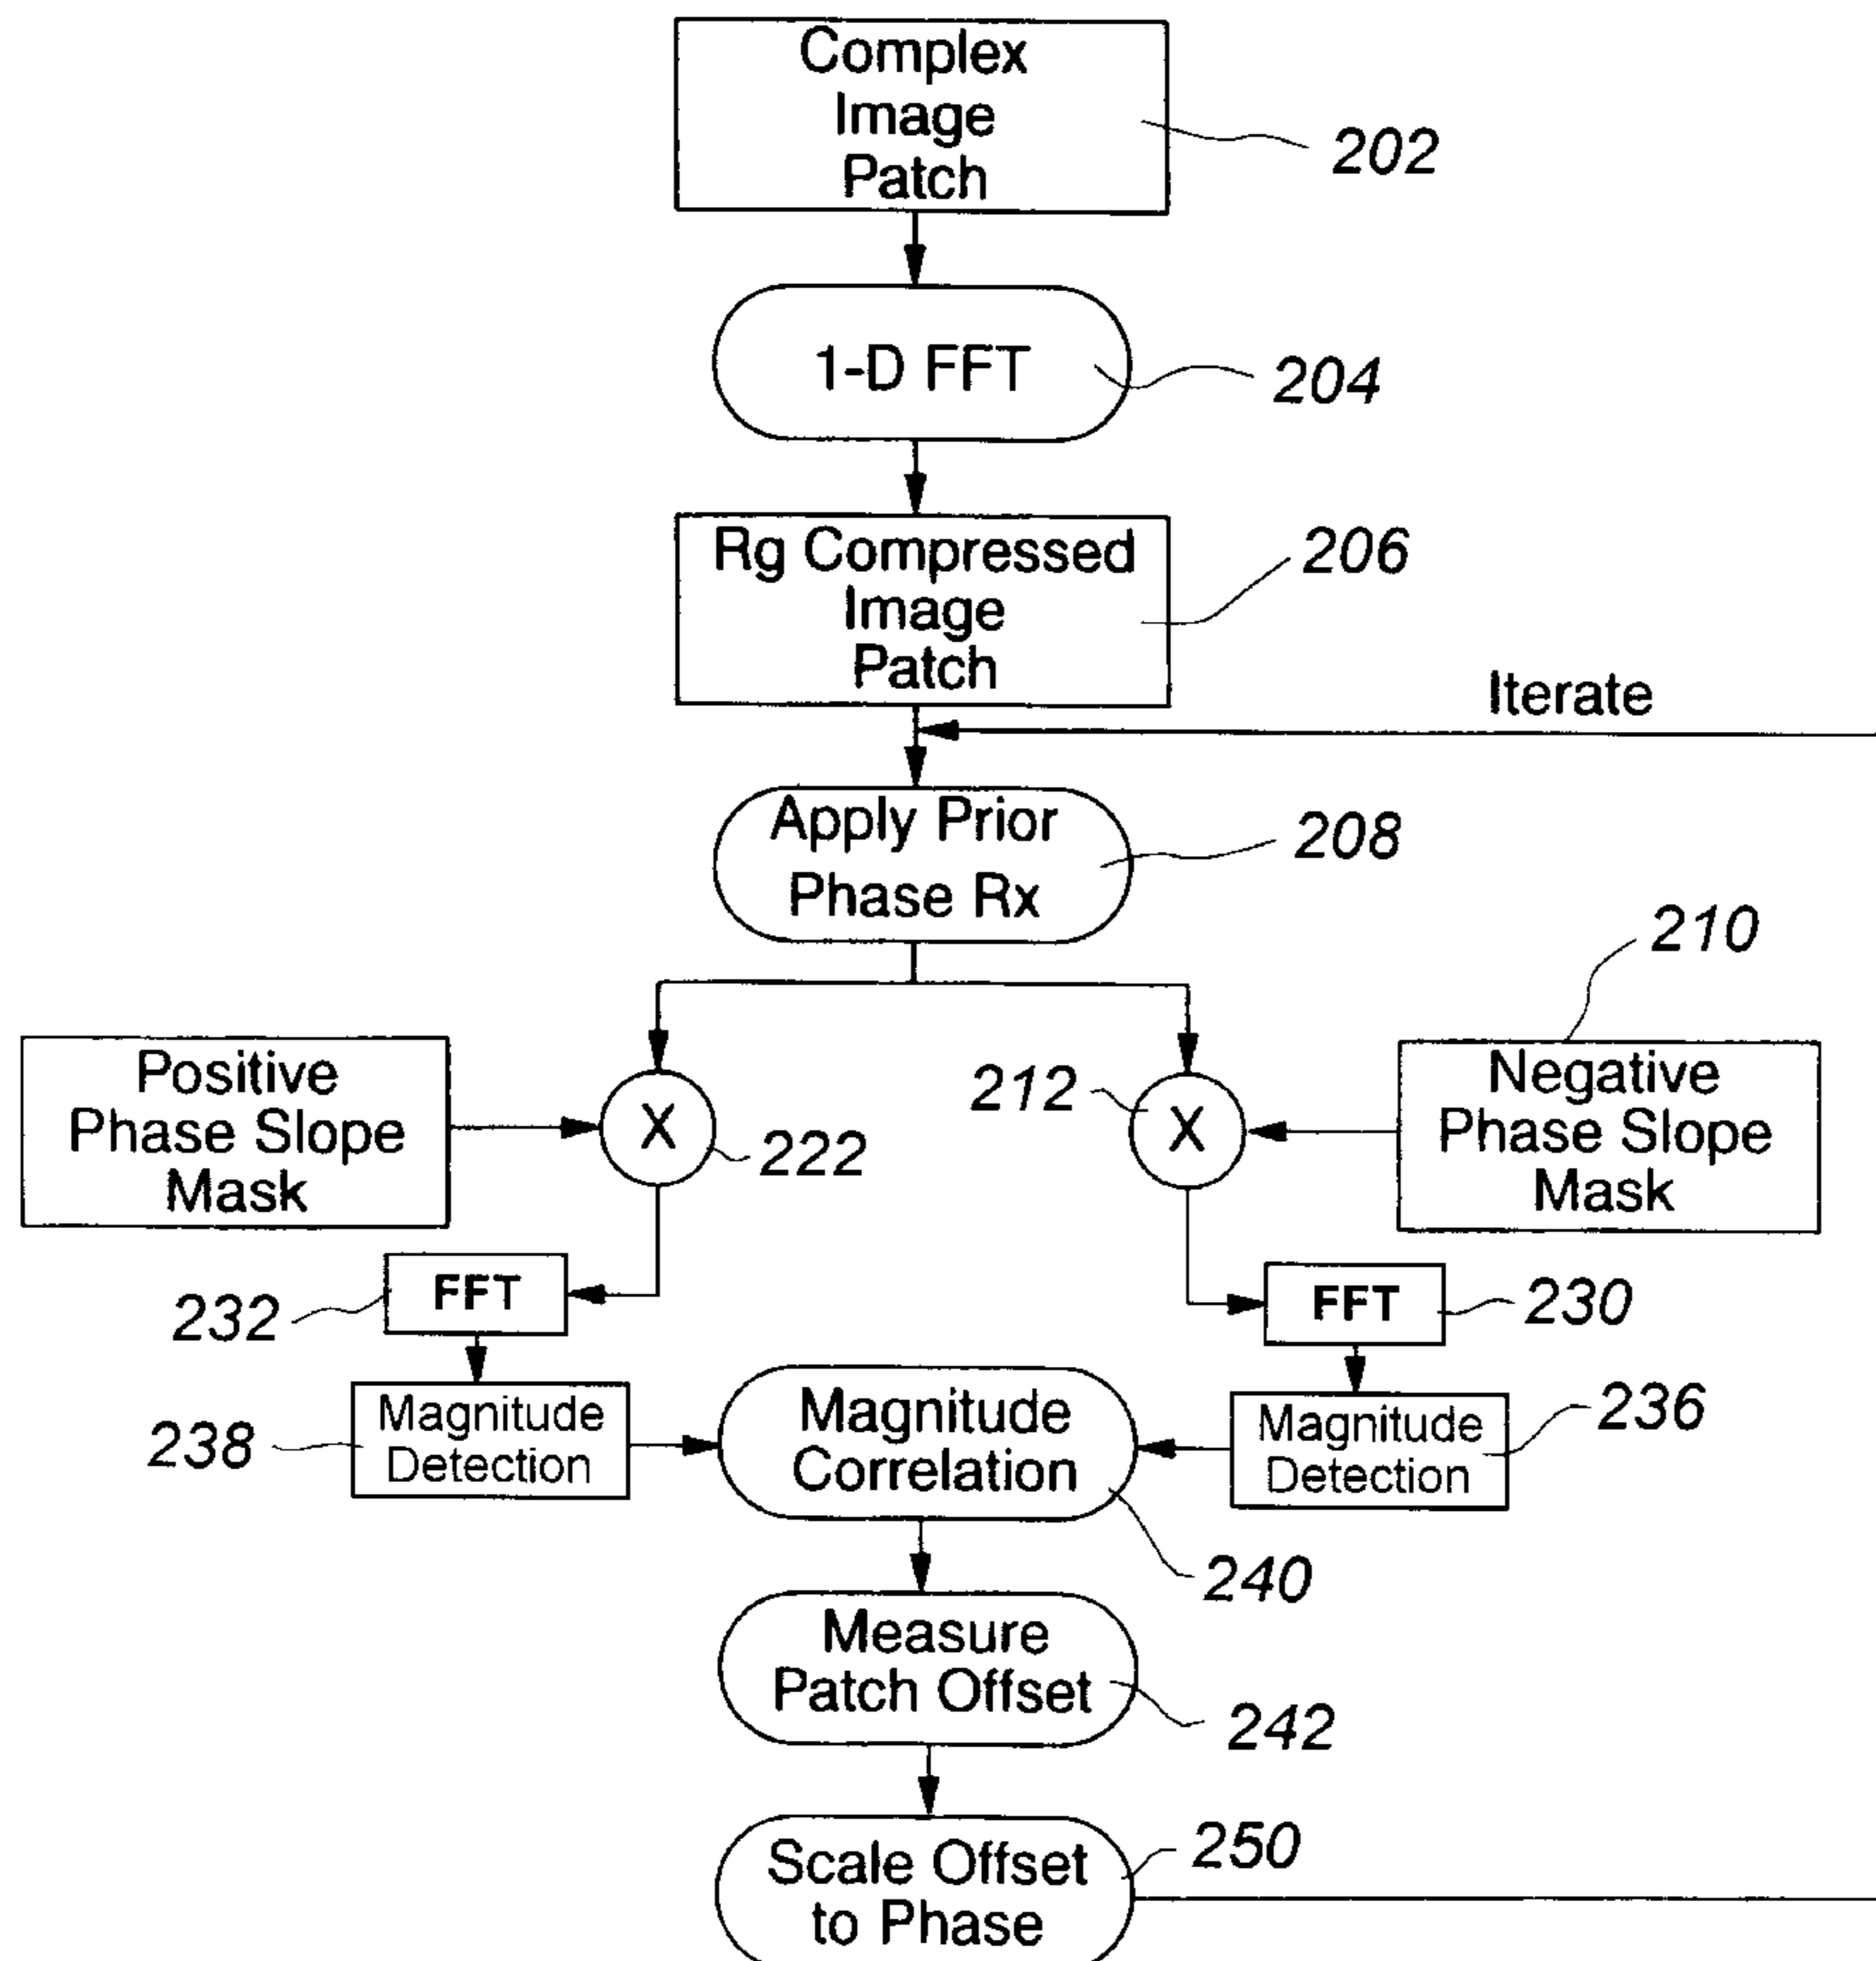 Complex
Image
Patch
202
1-D FFT
204
Rg Compressed
Image
Patch
206
Iterate
Apply Prior
Phase Rx
208
210
Positive
Phase Slope
Mask
X
222
212
X
Negative
Phase Slope
Mask
232
FFT
FFT
230
238
Magnitude
Detection
Magnitude
Correlation
Magnitude
Detection
236
240
Measure
Patch Offset
242
Scale Offset
to Phase
250